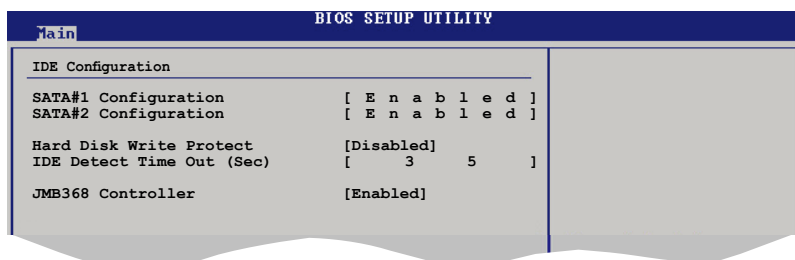 BIOS SETUP UTILITY
Main
IDE Configuration
SATA#1 Configuration [ E n a b l e d ]
SATA#2 Configuration [ E n a b l e d ]
Hard Disk Write Protect [Disabled]
IDE Detect Time Out (Sec) [ 3 5 ]
JMB368 Controller [Enabled]